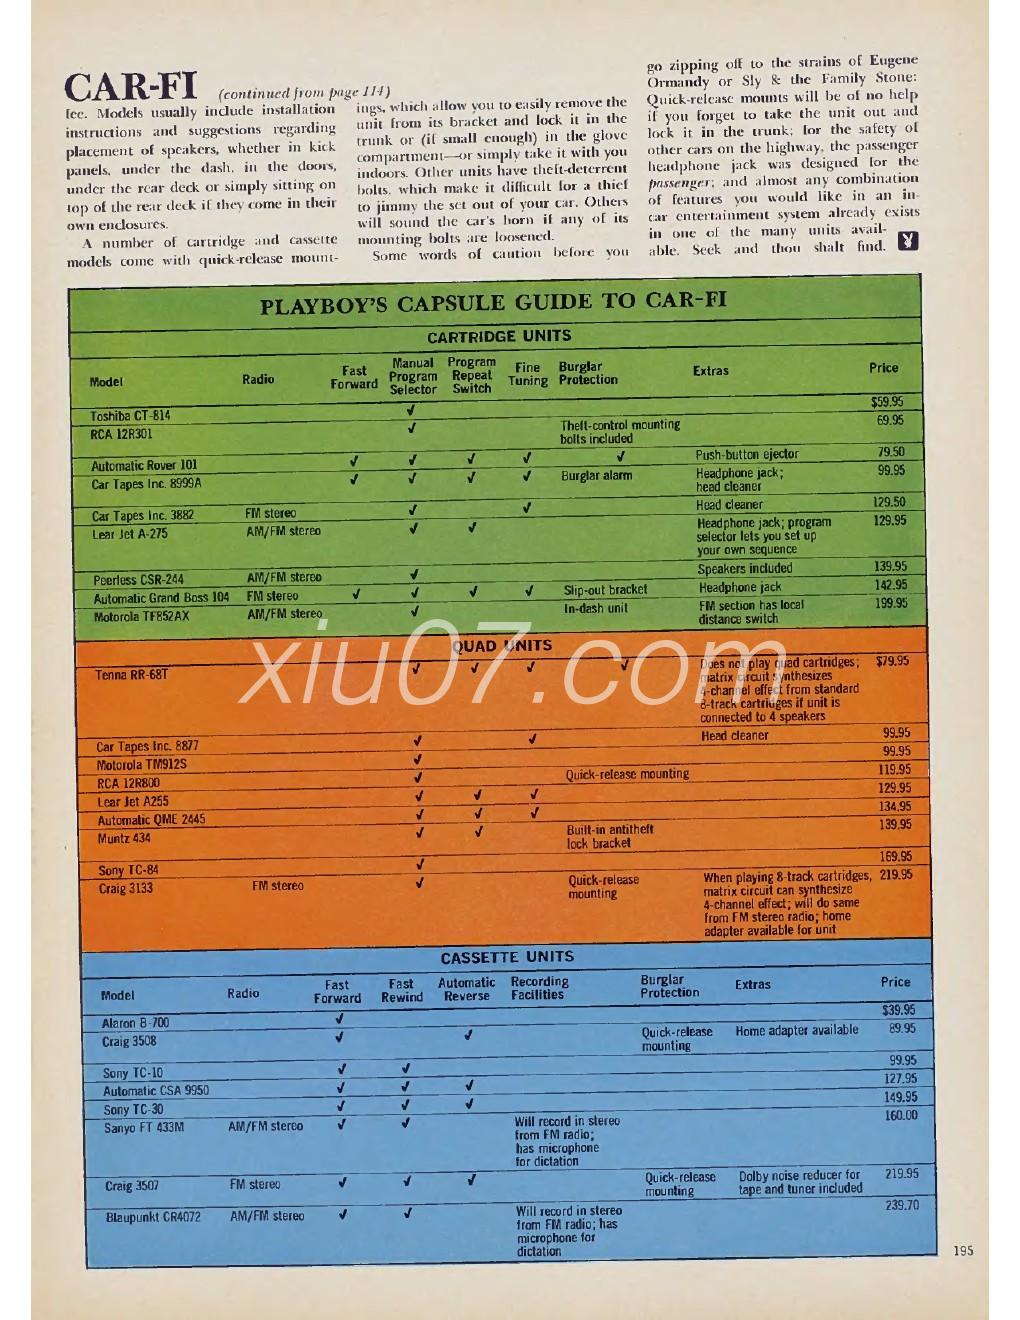 CAR-FI (continued from page 114)
fee. Models usually include installation
instructions and suggestions regarding
placement of speakers, whether in kick
panels, under the dash, in the doors,
under the rear deck or simply sitting on
top of the rear deck if they come in their
own enclosures.
A number of cartridge and cassette
models come with quick-release mount-
ings, which allow you to easily remove the
unit from its bracket and lock it in the
trunk or (if small enough) in the glove
compartment—or simply take it with you
indoors. Other units have theft-deterrent
bolts, which make it difficult for a thief
to jimmy the set out of your car. Others
will sound the car's horn if any of its
mounting bolts are loosened.
Some words of caution before you
go zipping off to the strains of Eugene
Ormandy or Sly & the Family Stone:
Quick-release mounts will be of no help
if you forget to take the unit out and
lock it in the trunk; for the safety of
other cars on the highway, the passenger
headphone jack was designed for the
passenger; and almost any combination
of features you would like in an in-
car entertainment system already exists
in one of the many units avail-
able. Seek and thou shalt find.
PLAYBOY'S CAPSULE GUIDE TO CAR-FI
CARTRIDGE UNITS
Model Radio Fast Forward Manual Program Selector Program Repeat Switch Fine Tuning Burglar Protection Extras Price
Toshiba CT-814 ✓ $59.95
RCA 12R301 ✓ Theft-control mounting bolts included 69.95
Automatic Rover 101 ✓ ✓ ✓ ✓ ✓ Push-button ejector 79.50
Car Tapes Inc. 8999A ✓ ✓ ✓ ✓ Burglar alarm Headphone jack; head cleaner 99.95
Car Tapes Inc. 3882 FM stereo ✓ ✓ Head cleaner 129.50
Lear Jet A-275 AM/FM stereo ✓ ✓ Headphone jack; program selector lets you set up your own sequence 129.95
Peerless CSR-244 AM/FM stereo ✓ Speakers included 139.95
Automatic Grand Boss 104 FM stereo ✓ ✓ ✓ ✓ Slip-out bracket Headphone jack 142.95
Motorola TF852AX AM/FM stereo ✓ In-dash unit FM section has local distance switch 199.95
QUAD UNITS
Tenna RR-68T ✓ ✓ ✓ ✓ Does not play quad cartridges; matrix circuit synthesizes 4-channel effect from standard 8-track cartridges if unit is connected to 4 speakers $79.95
Car Tapes Inc. 8877 ✓ ✓ Head cleaner 99.95
Motorola TM912S ✓ 99.95
RCA 12R800 ✓ Quick-release mounting 119.95
Lear Jet A255 ✓ ✓ ✓ 129.95
Automatic QME 2445 ✓ ✓ ✓ 134.95
Muntz 434 ✓ ✓ Built-in antitheft lock bracket 139.95
Sony TC-84 ✓ 169.95
Craig 3133 FM stereo ✓ Quick-release mounting When playing 8-track cartridges, matrix circuit can synthesize 4-channel effect; will do same from FM stereo radio; home adapter available for unit 219.95
CASSETTE UNITS
Model Radio Fast Forward Fast Rewind Automatic Reverse Recording Facilities Burglar Protection Extras Price
Alaron B-700 ✓ $39.95
Craig 3508 ✓ ✓ Quick-release mounting Home adapter available 89.95
Sony TC-10 ✓ ✓ 99.95
Automatic CSA 9950 ✓ ✓ ✓ 127.95
Sony TC-30 ✓ ✓ ✓ 149.95
Sanyo FT 433M AM/FM stereo ✓ ✓ Will record in stereo from FM radio; has microphone for dictation 160.00
Craig 3507 FM stereo ✓ ✓ ✓ Quick-release mounting Dolby noise reducer for tape and tuner included 219.95
Blaupunkt CR4072 AM/FM stereo ✓ ✓ Will record in stereo from FM radio; has microphone for dictation 239.70
195
xiu07.com